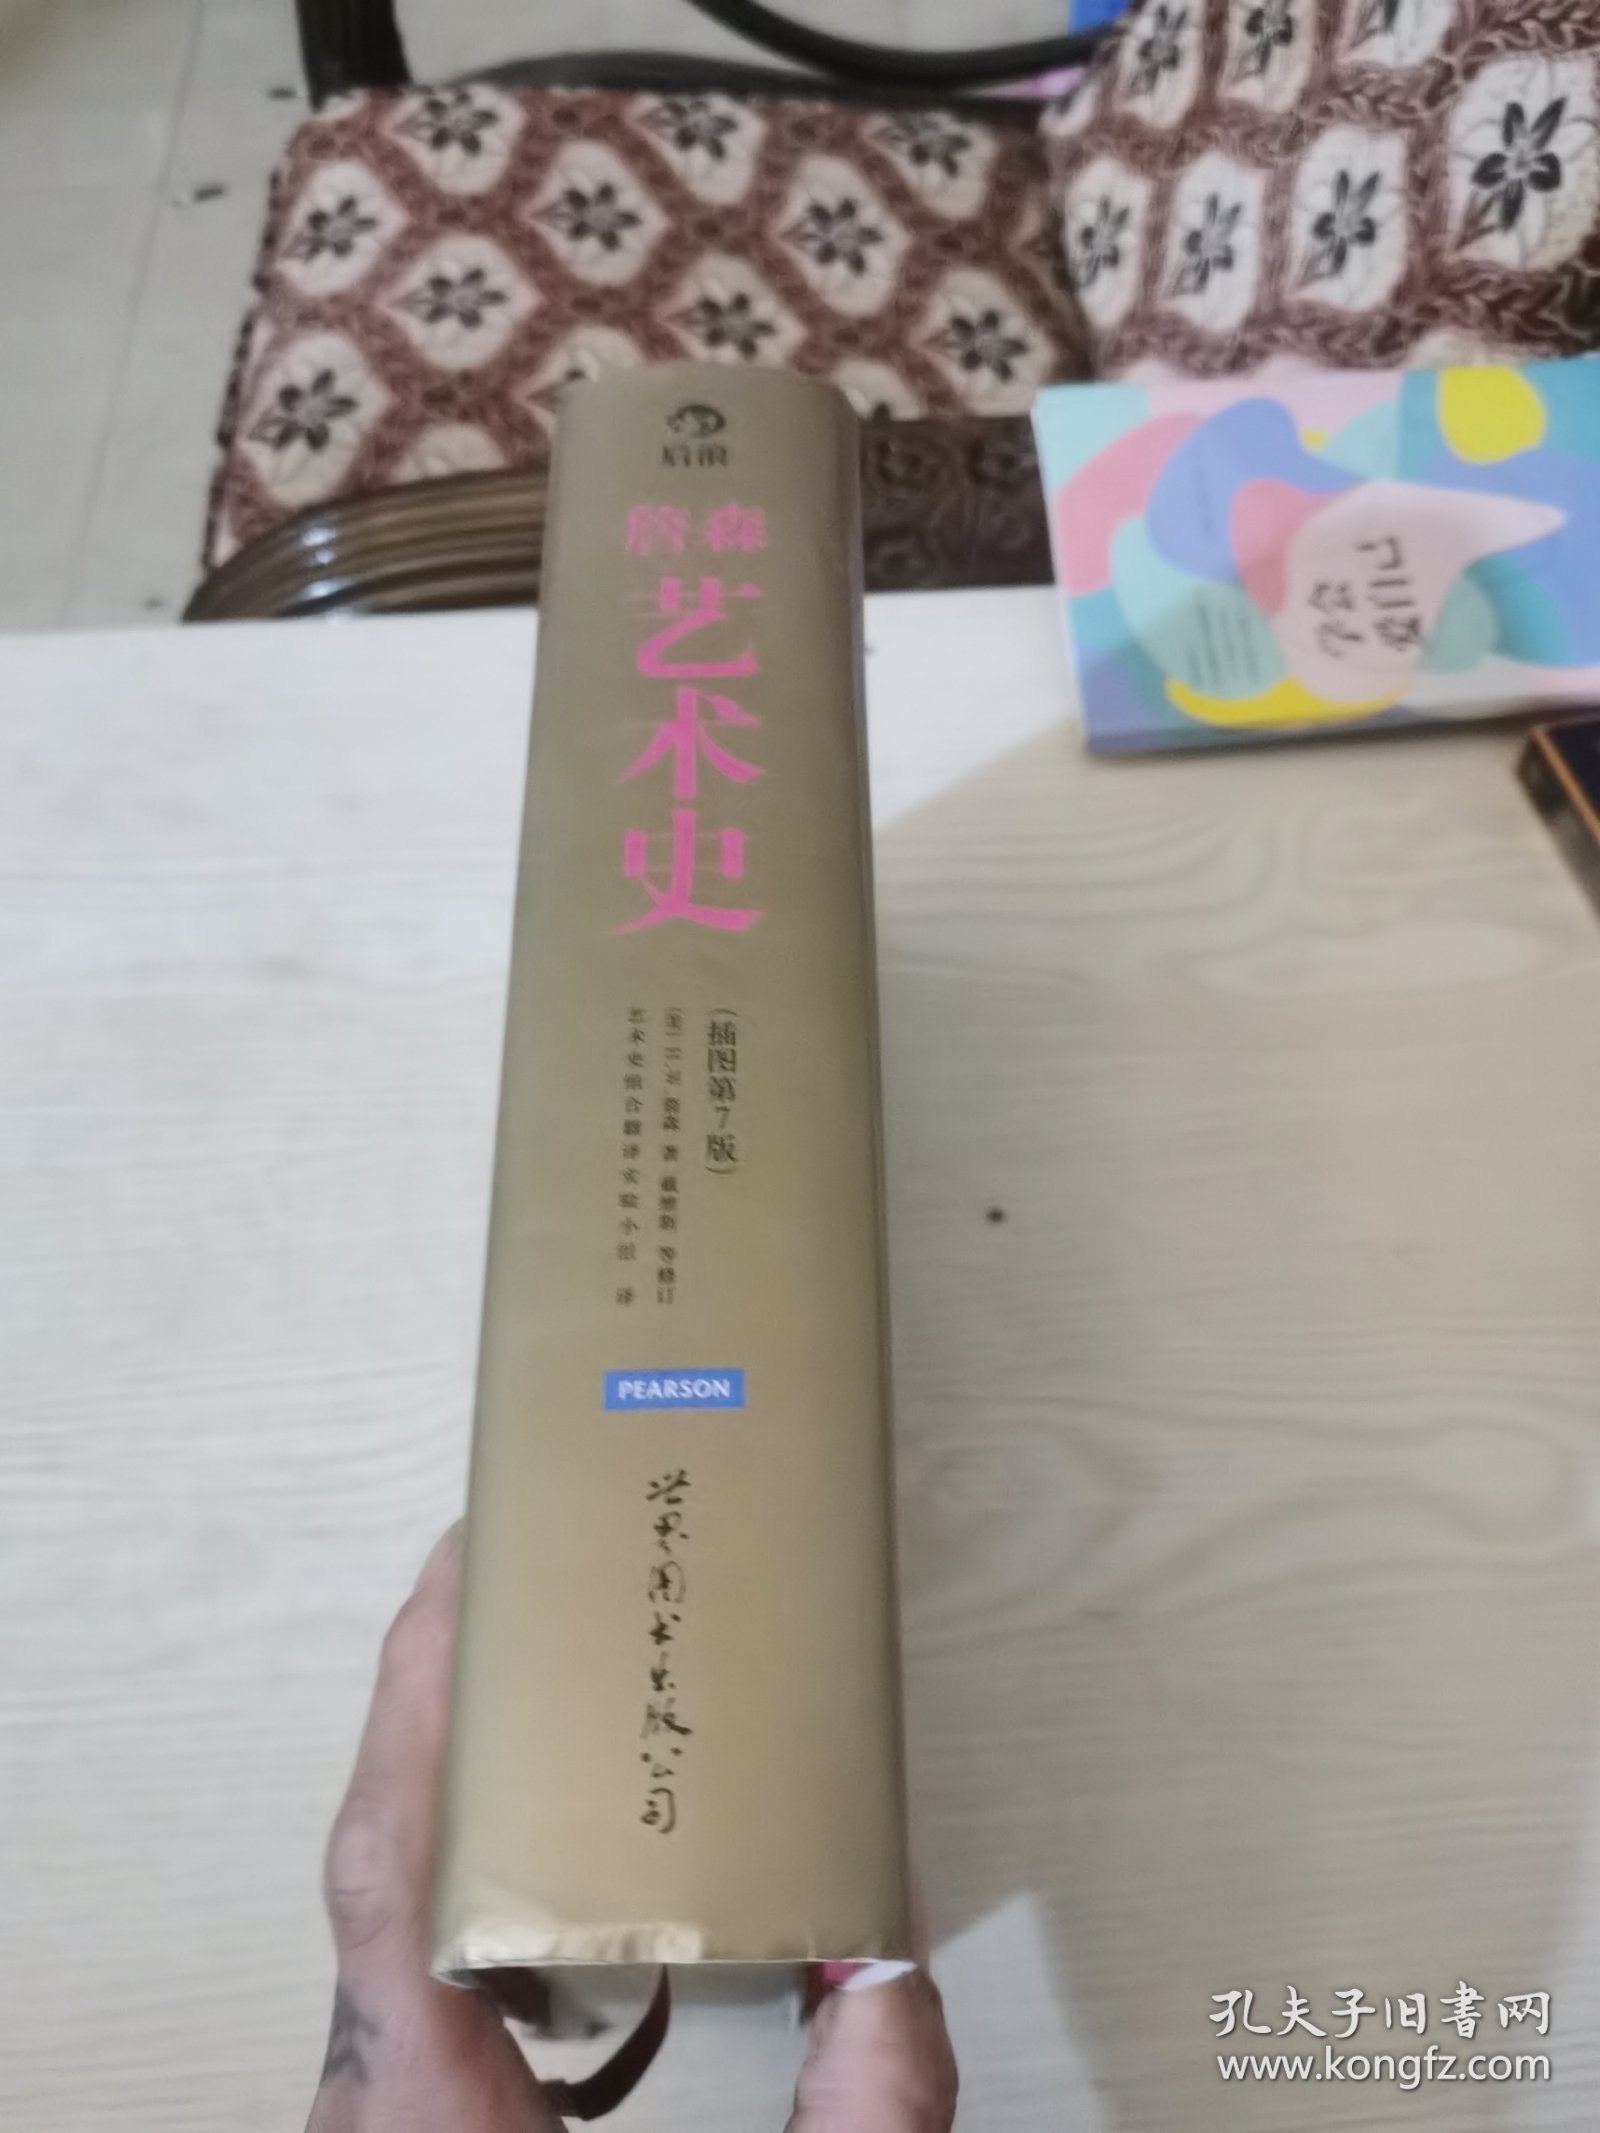 后浪
詹森
艺术史
(插图第7版)
(美) H.W.詹森 著 戴维斯 等修订
艺术史组合翻译实验小组 译
PEARSON
世界图书出版公司
孔夫子旧书网
www.kongfz.com